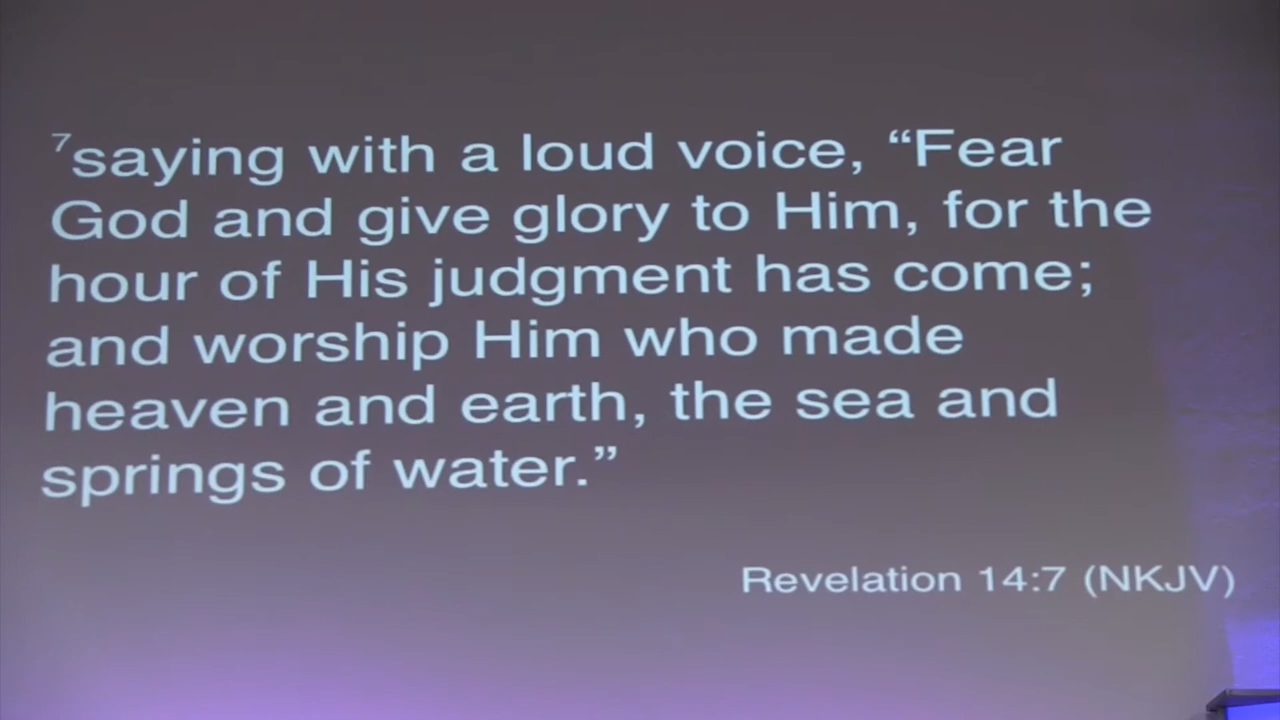 7saying with a loud voice, “Fear
God and give glory to Him, for the
hour of His judgment has come;
and worship Him who made
heaven and earth, the sea and
springs of water.”
Revelation 14:7 (NKJV)